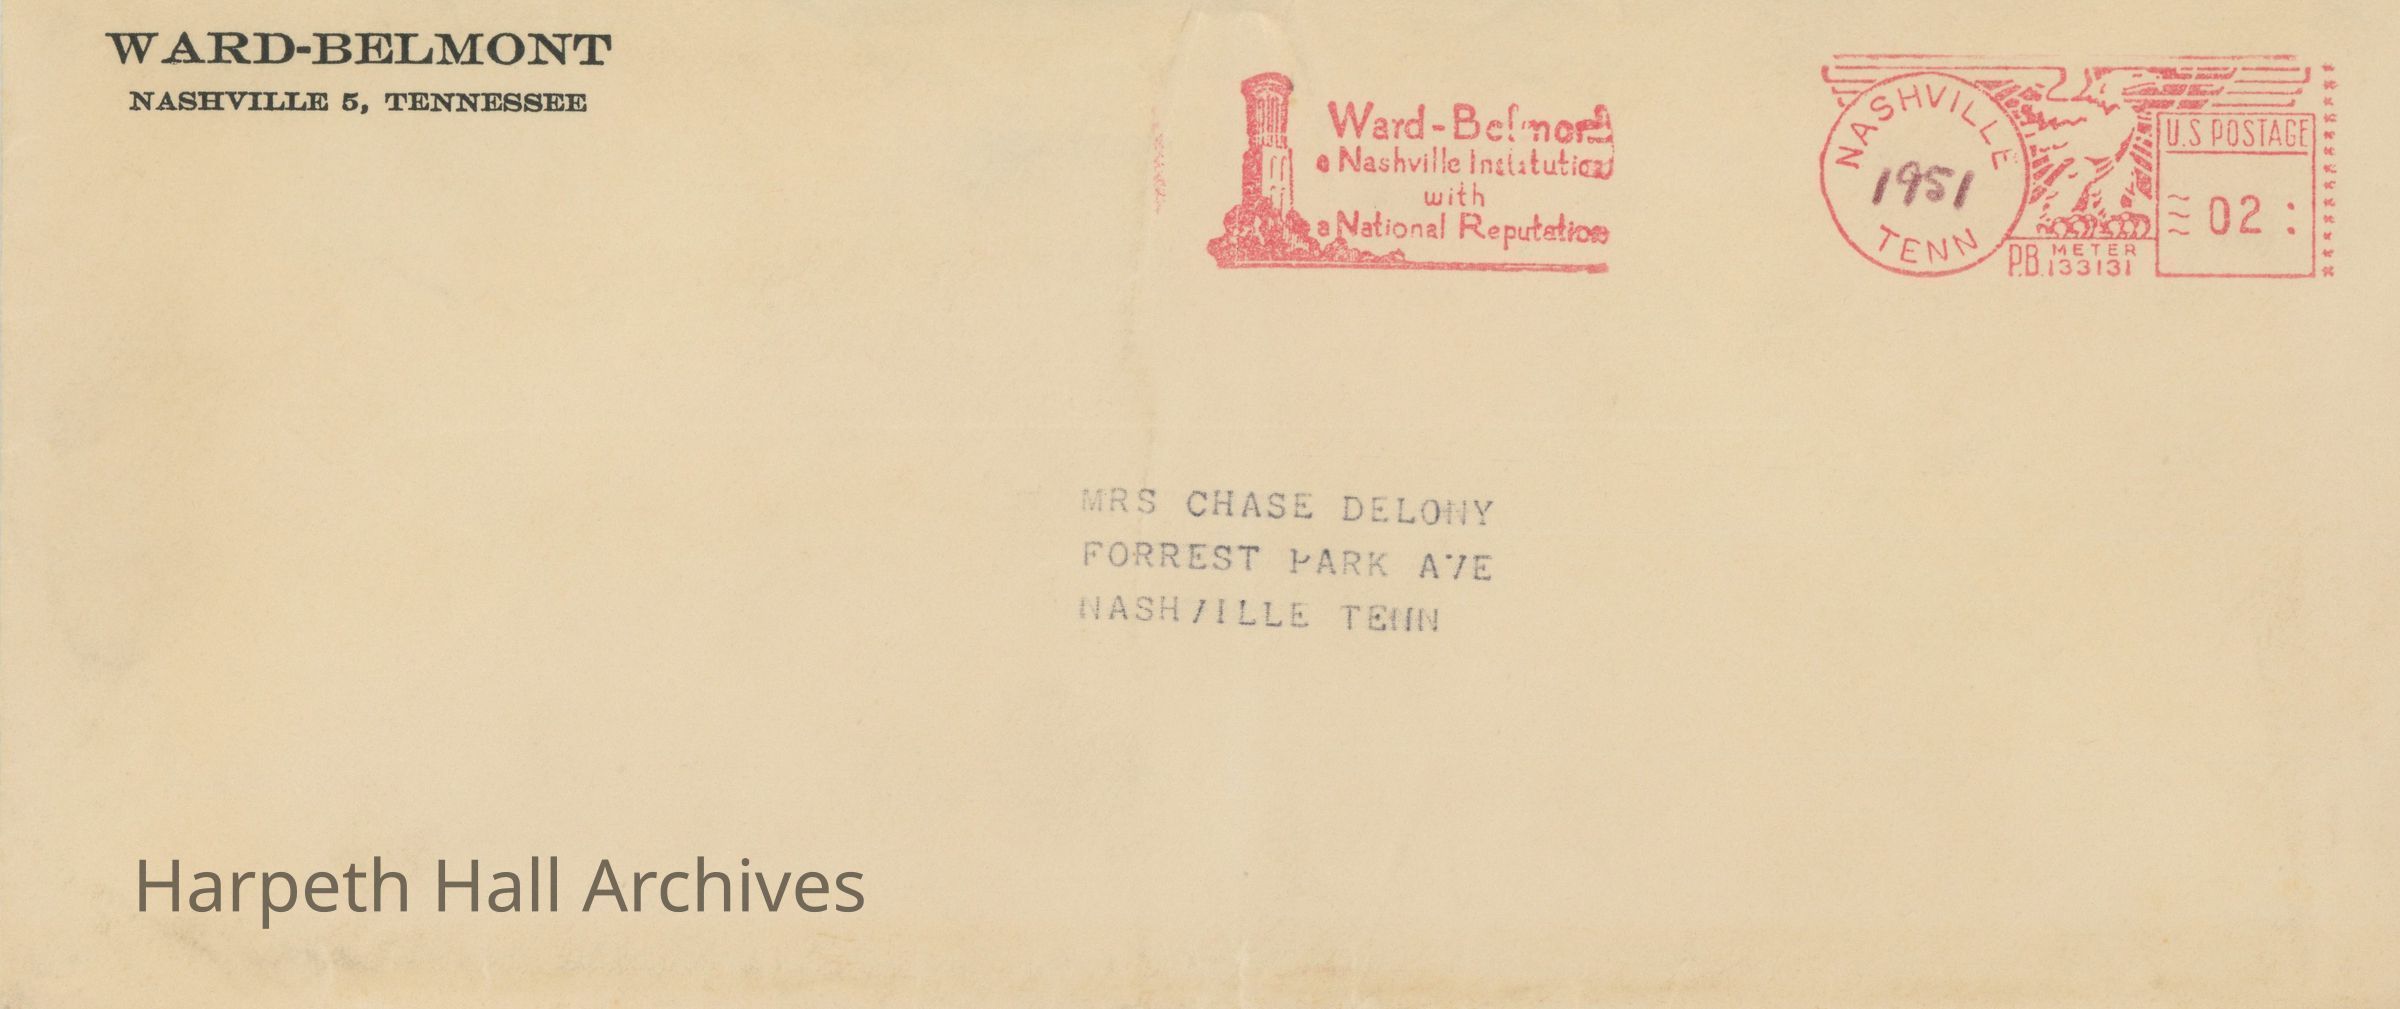 WARD-BELMONT
NASHVILLE 5, TENNESSEE
Ward-Belmont
a Nashville Institution
with
a National Reputation
NASHVILLE
1951
TENN
U.S POSTAGE
02
P.B. METER
133131
MRS CHASE DELONY
FORREST PARK AVE
NASHVILLE TENN
Harpeth Hall Archives